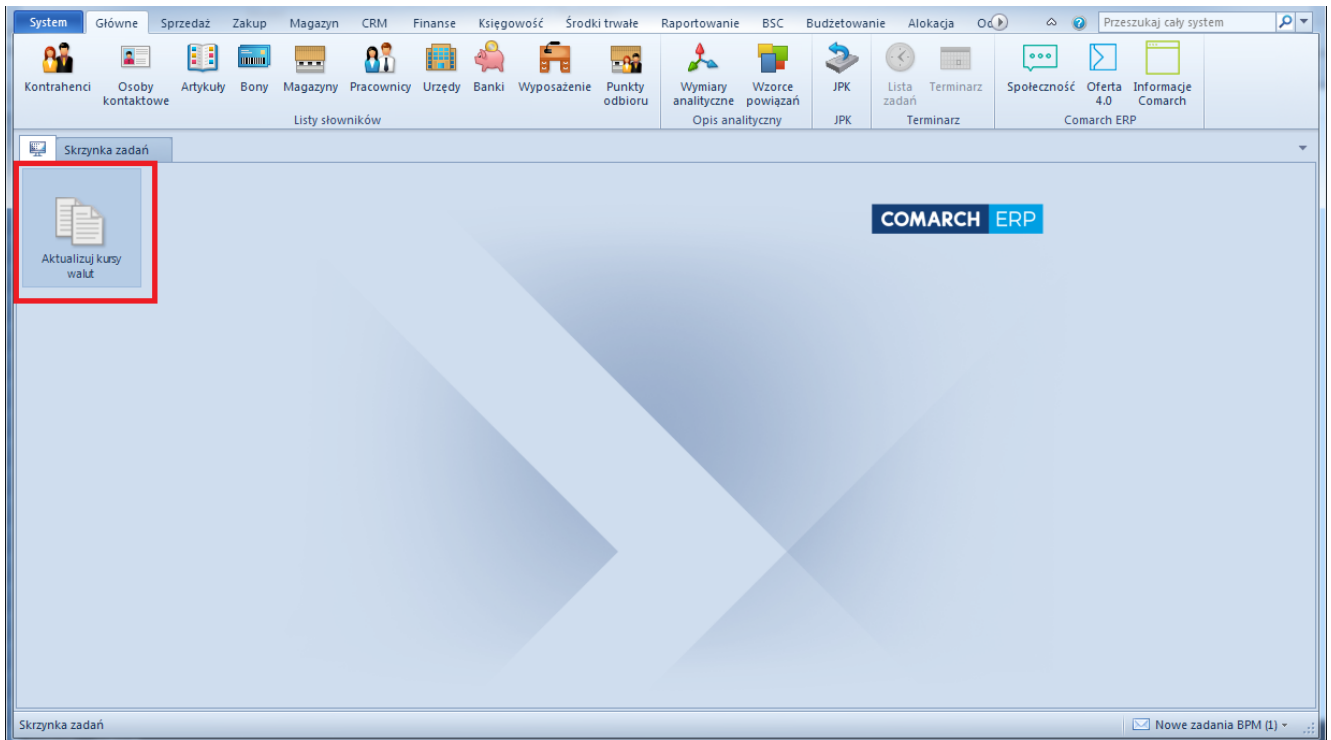 System Główne Sprzedaż Zakup Magazyn CRM Finanse Księgowość Środki trwałe Raportowanie BSC Budżetowanie Alokacja Przeszukaj cały system
Kontrahenci Osoby kontaktowe Artykuły Bony Magazyny Pracownicy Urzędy Banki Wyposażenie Punkty odbioru Wymiary analityczne Wzorce powiązań JPK Lista zadań Terminarz Społeczność Oferta 4.0 Informacje Comarch
Listy słowników Opis analityczny JPK Terminarz Comarch ERP
Skrzynka zadań
COMARCH ERP
Aktualizuj kursy
walut
Skrzynka zadań Nowe zadania BPM (1)